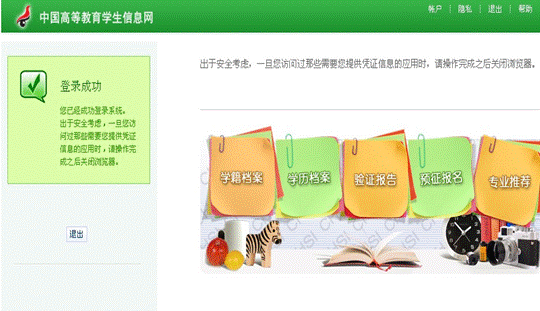 中国高等教育学生信息网
帐户 | 隐私 | 退出 | 帮助
登录成功
您已经成功登录系统。
出于安全考虑，一旦您访
问过那些需要您提供凭证
信息的应用时，请操作完
成之后关闭浏览器。
退出
出于安全考虑，一旦您访问过那些需要您提供凭证信息的应用时，请操作完成之后关闭浏览器。
学籍档案
学历档案
验证报告
预征报名
专业推荐